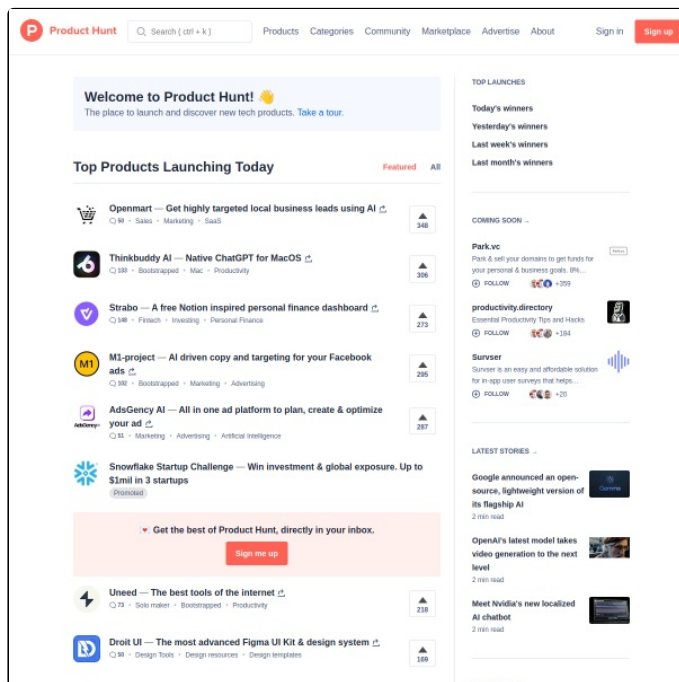 Product Hunt
Search ( ctrl + k )
Products Categories Community Marketplace Advertise About
Sign in
Sign up
Welcome to Product Hunt! 👋
The place to launch and discover new tech products. Take a tour.
Top Products Launching Today
Featured All
Openmart — Get highly targeted local business leads using AI
50 • Sales • Marketing • SaaS
348
Thinkbuddy AI — Native ChatGPT for MacOS
133 • Bootstrapped • Mac • Productivity
306
Strabo — A free Notion inspired personal finance dashboard
140 • Fintech • Investing • Personal Finance
273
M1
M1-project — AI driven copy and targeting for your Facebook
ads
102 • Bootstrapped • Marketing • Advertising
295
AdsGency
AdsGency AI — All in one ad platform to plan, create & optimize
your ad
51 • Marketing • Advertising • Artificial Intelligence
287
Snowflake Startup Challenge — Win investment & global exposure. Up to
$1mil in 3 startups
Promoted
💌 Get the best of Product Hunt, directly in your inbox.
Sign me up
Uneed — The best tools of the internet
73 • Solo maker • Bootstrapped • Productivity
218
Droit UI — The most advanced Figma UI Kit & design system
50 • Design Tools • Design resources • Design templates
169
TOP LAUNCHES
Today's winners
Yesterday's winners
Last week's winners
Last month's winners
COMING SOON →
Park.vc
Park & sell your domains to get funds for
your personal & business goals. 8%...
FOLLOW +359
productivity.directory
Essential Productivity Tips and Hacks
FOLLOW +184
Survser
Survser is an easy and affordable solution
for in-app user surveys that helps...
FOLLOW +20
LATEST STORIES →
Google announced an open-
source, lightweight version of
its flagship AI
2 min read
Gemma
OpenAI's latest model takes
video generation to the next
level
2 min read
Meet Nvidia's new localized
AI chatbot
2 min read